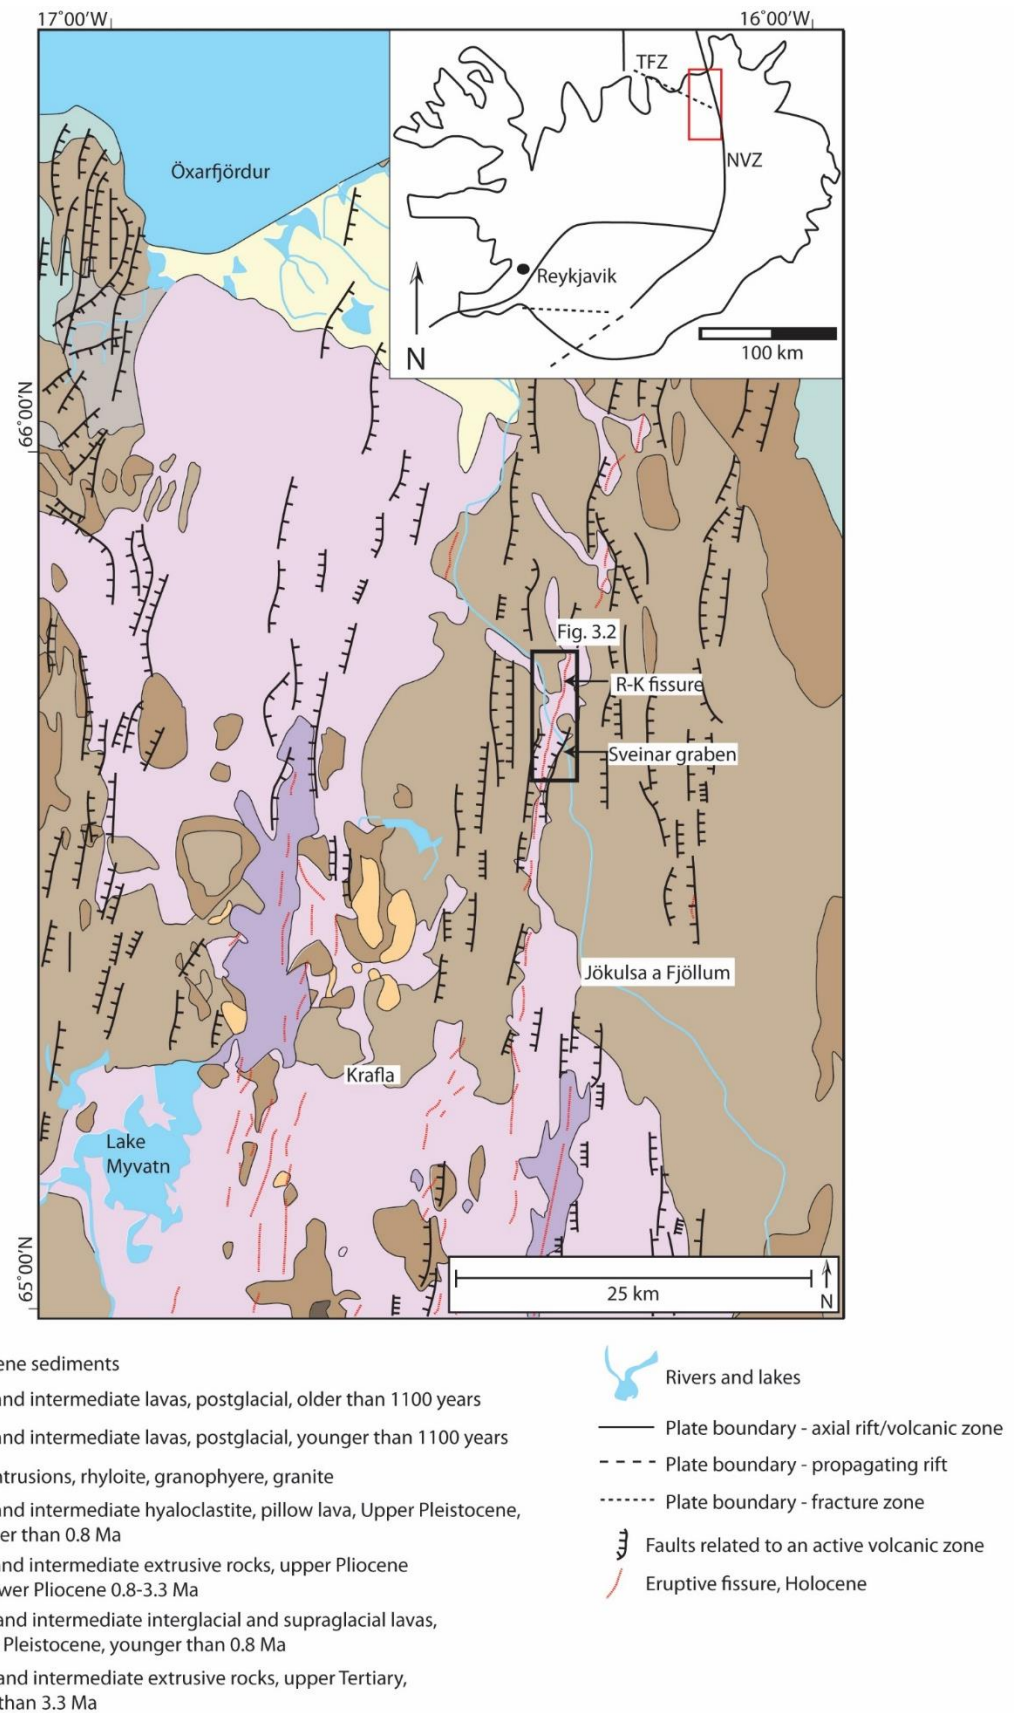 17°00'W
16°00'W
TFZ
Öxarfjördur
NVZ
Reykjavik
N
100 km
66°00'N
Fig. 3.2
R-K fissure
Sveinar graben
Jökulsa a Fjöllum
Krafla
Lake
Myvatn
65°00'N
25 km
N
ene sediments
and intermediate lavas, postglacial, older than 1100 years
and intermediate lavas, postglacial, younger than 1100 years
ntrusions, rhyloite, granophyere, granite
and intermediate hyaloclastite, pillow lava, Upper Pleistocene,
er than 0.8 Ma
and intermediate extrusive rocks, upper Pliocene
wer Pliocene 0.8-3.3 Ma
and intermediate interglacial and supraglacial lavas,
Pleistocene, younger than 0.8 Ma
and intermediate extrusive rocks, upper Tertiary,
than 3.3 Ma
Rivers and lakes
Plate boundary - axial rift/volcanic zone
Plate boundary - propagating rift
Plate boundary - fracture zone
Faults related to an active volcanic zone
Eruptive fissure, Holocene